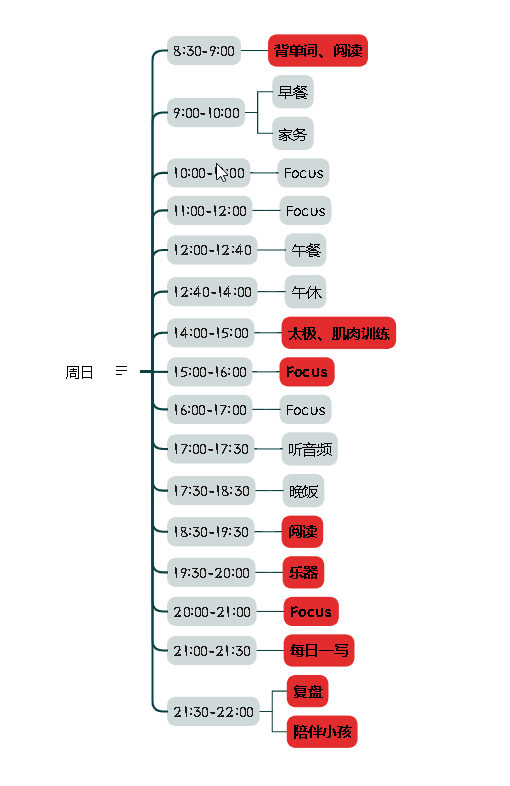 8:30-9:00 背单词、阅读
9:00-10:00 早餐
家务
Focus
11:00-12:00 Focus
12:00-12:40 午餐
12:40-14:00 午休
14:00-15:00 太极、肌肉训练
周日
15:00-16:00 Focus
16:00-17:00 Focus
17:00-17:30 听音频
17:30-18:30 晚饭
18:30-19:30 阅读
19:30-20:00 乐器
20:00-21:00 Focus
21:00-21:30 每日一写
21:30-22:00 复盘
陪伴小孩